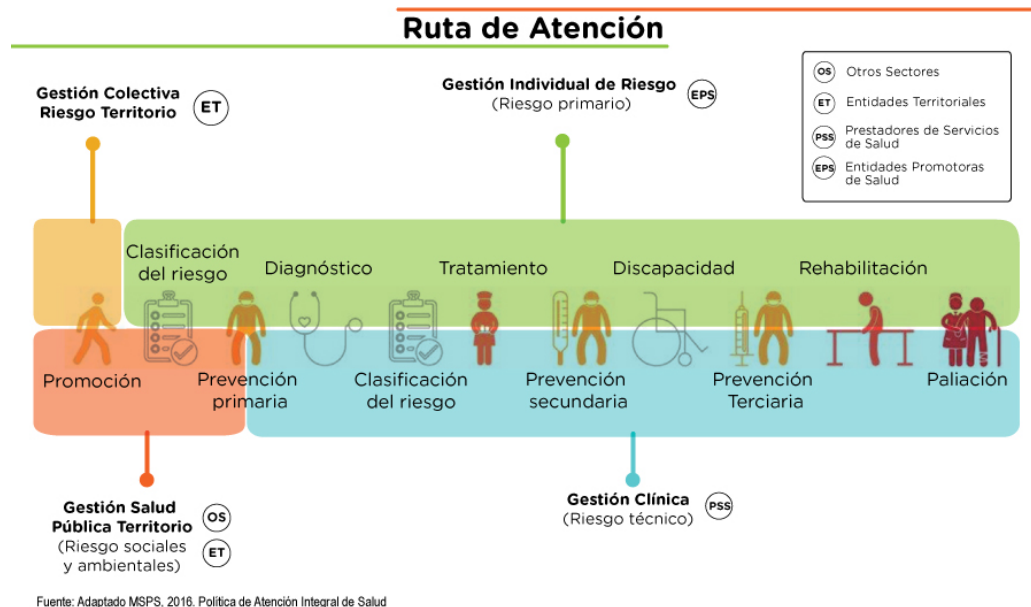 Ruta de Atención
Gestión Colectiva
Riesgo Territorio
ET
Gestión Individual de Riesgo
(Riesgo primario)
EPS
OS Otros Sectores
ET Entidades Territoriales
PSS Prestadores de Servicios
de Salud
EPS Entidades Promotoras
de Salud
Clasificación
del riesgo
Diagnóstico
Tratamiento
Discapacidad
Rehabilitación
Promoción
Prevención
primaria
Clasificación
del riesgo
Prevención
secundaria
Prevención
Terciaria
Paliación
Gestión Salud
Pública Territorio
(Riesgo sociales
y ambientales)
OS
ET
Gestión Clínica
(Riesgo técnico)
PSS
Fuente: Adaptado MSPS, 2016. Política de Atención Integral de Salud